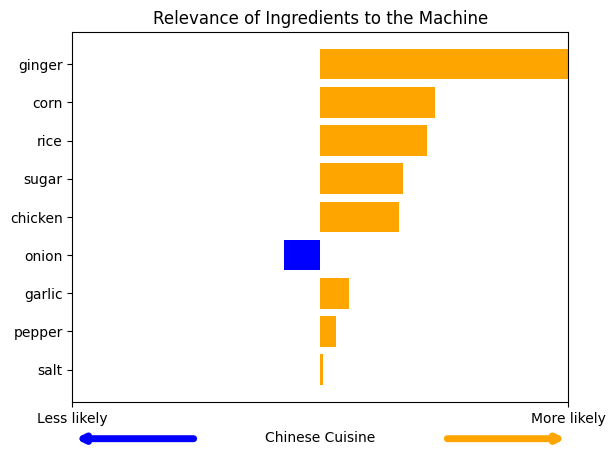 Relevance of Ingredients to the Machine
ginger
corn
rice
sugar
chicken
onion
garlic
pepper
salt
Less likely
More likely
Chinese Cuisine